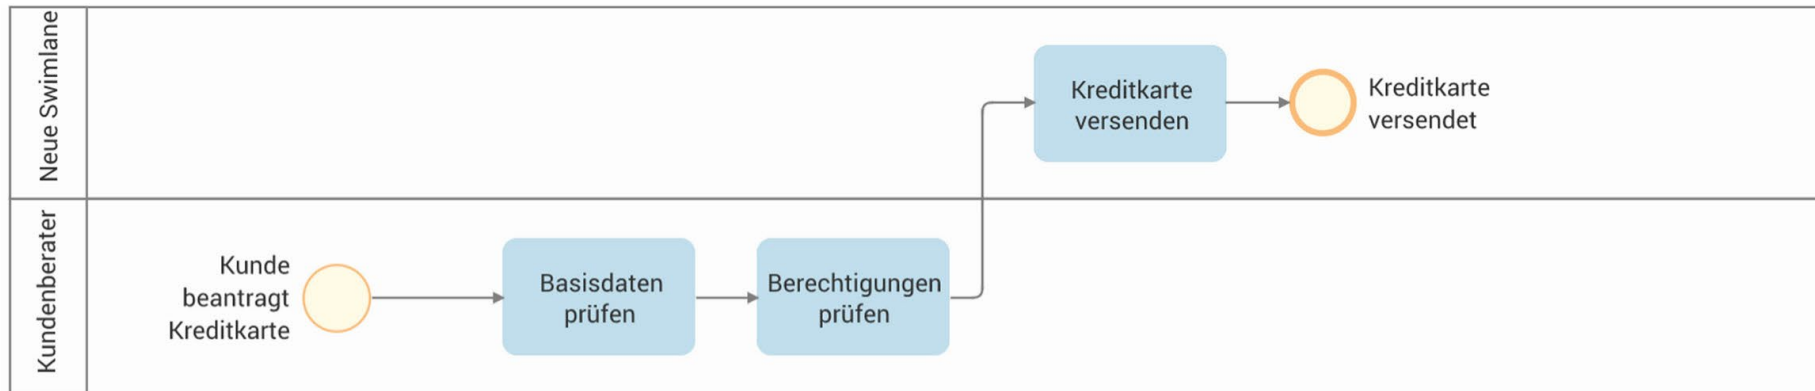 Neue Swimlane
Kreditkarte
versenden
Kreditkarte
versendet
Kundenberater
Kunde
beantragt
Kreditkarte
Basisdaten
prüfen
Berechtigungen
prüfen